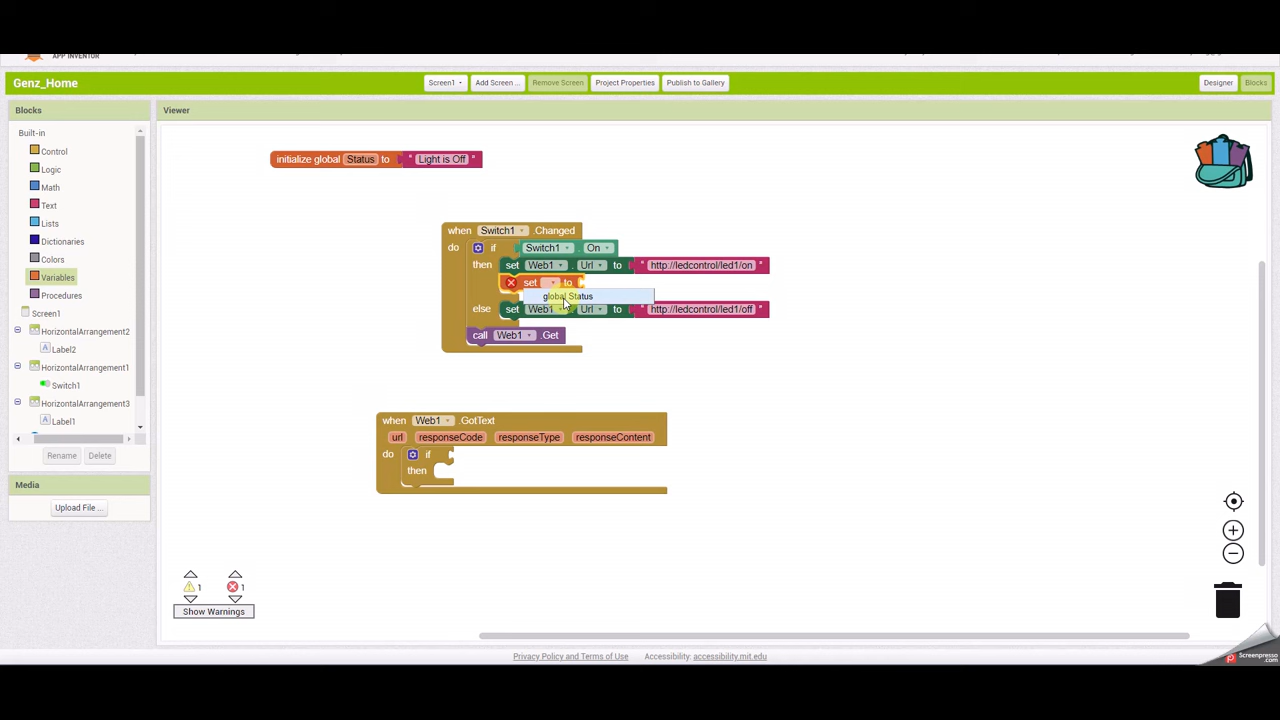 APP INVENTOR
Genz_Home
Screen1
Add Screen ...
Remove Screen
Project Properties
Publish to Gallery
Designer
Blocks
Blocks
Viewer
Built-in
Control
Logic
Math
Text
Lists
Dictionaries
Colors
Variables
Procedures
Screen1
HorizontalArrangement2
Label2
HorizontalArrangement1
Switch1
HorizontalArrangement3
Label1
Rename
Delete
Media
Upload File ...
initialize global Status to " Light is Off "
when Switch1 .Changed
do if Switch1 . On
then set Web1 . Url to " http://ledcontrol/led1/on "
set to
global Status
else set Web1 . Url to " http://ledcontrol/led1/off "
call Web1 .Get
when Web1 .GotText
url responseCode responseType responseContent
do if
then
1 1
Show Warnings
Privacy Policy and Terms of Use
Accessibility: accessibility.mit.edu
Screenpresso
.com